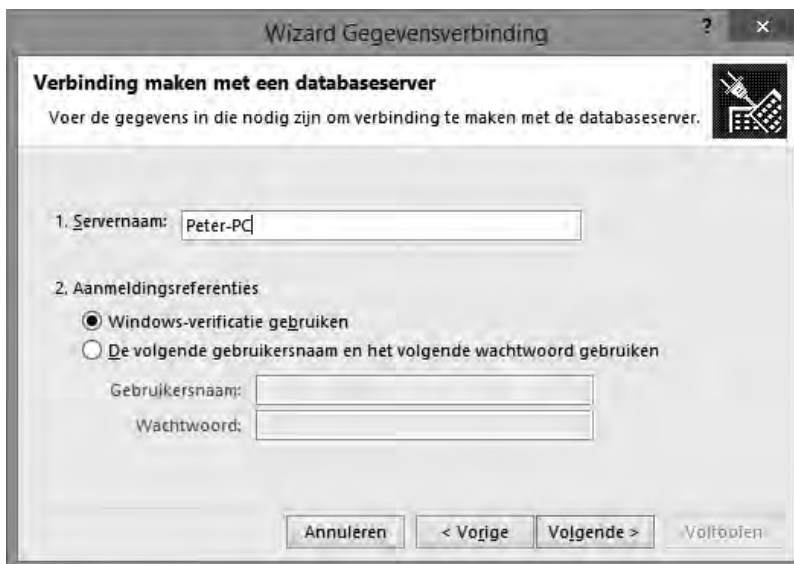 Wizard Gegevensverbinding
?
×
Verbinding maken met een databaseserver
Voer de gegevens in die nodig zijn om verbinding te maken met de databaseserver.
1. Servernaam: Peter-PC
2. Aanmeldingsreferenties
Windows-verificatie gebruiken
De volgende gebruikersnaam en het volgende wachtwoord gebruiken
Gebruikersnaam:
Wachtwoord:
Annuleren < Vorige Volgende > Voltooien